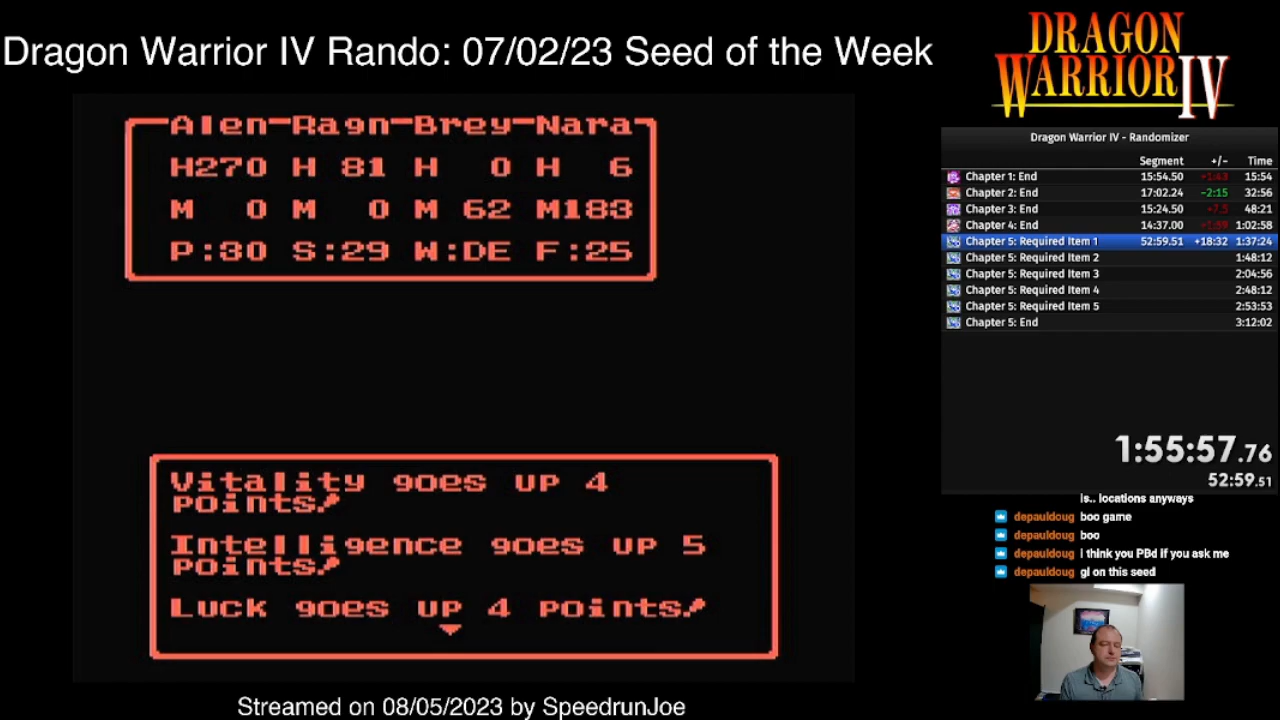 Dragon Warrior IV Rando: 07/02/23 Seed of the Week
Alen Ragn Brey Nara
H270 H 81 H 0 H 6
M 0 M 0 M 62 M183
P:30 S:29 W:DE F:25
Vitality goes up 4
points!
Intelligence goes up 5
points!
Luck goes up 4 points!
Streamed on 08/05/2023 by SpeedrunJoe
DRAGON
WARRIOR IV
Dragon Warrior IV - Randomizer
Segment +/- Time
Chapter 1: End 15:54.50 +1:43 15:54
Chapter 2: End 17:02.24 −2:15 32:56
Chapter 3: End 15:24.50 +7.5 48:21
Chapter 4: End 14:37.00 +1:59 1:02:58
Chapter 5: Required Item 1 52:59.51 +18:32 1:37:24
Chapter 5: Required Item 2 1:48:12
Chapter 5: Required Item 3 2:04:56
Chapter 5: Required Item 4 2:48:12
Chapter 5: Required Item 5 2:53:53
Chapter 5: End 3:12:02
1:55:57.76
52:59.51
is.. locations anyways
depauldoug boo game
depauldoug boo
depauldoug i think you PBd if you ask me
depauldoug gl on this seed